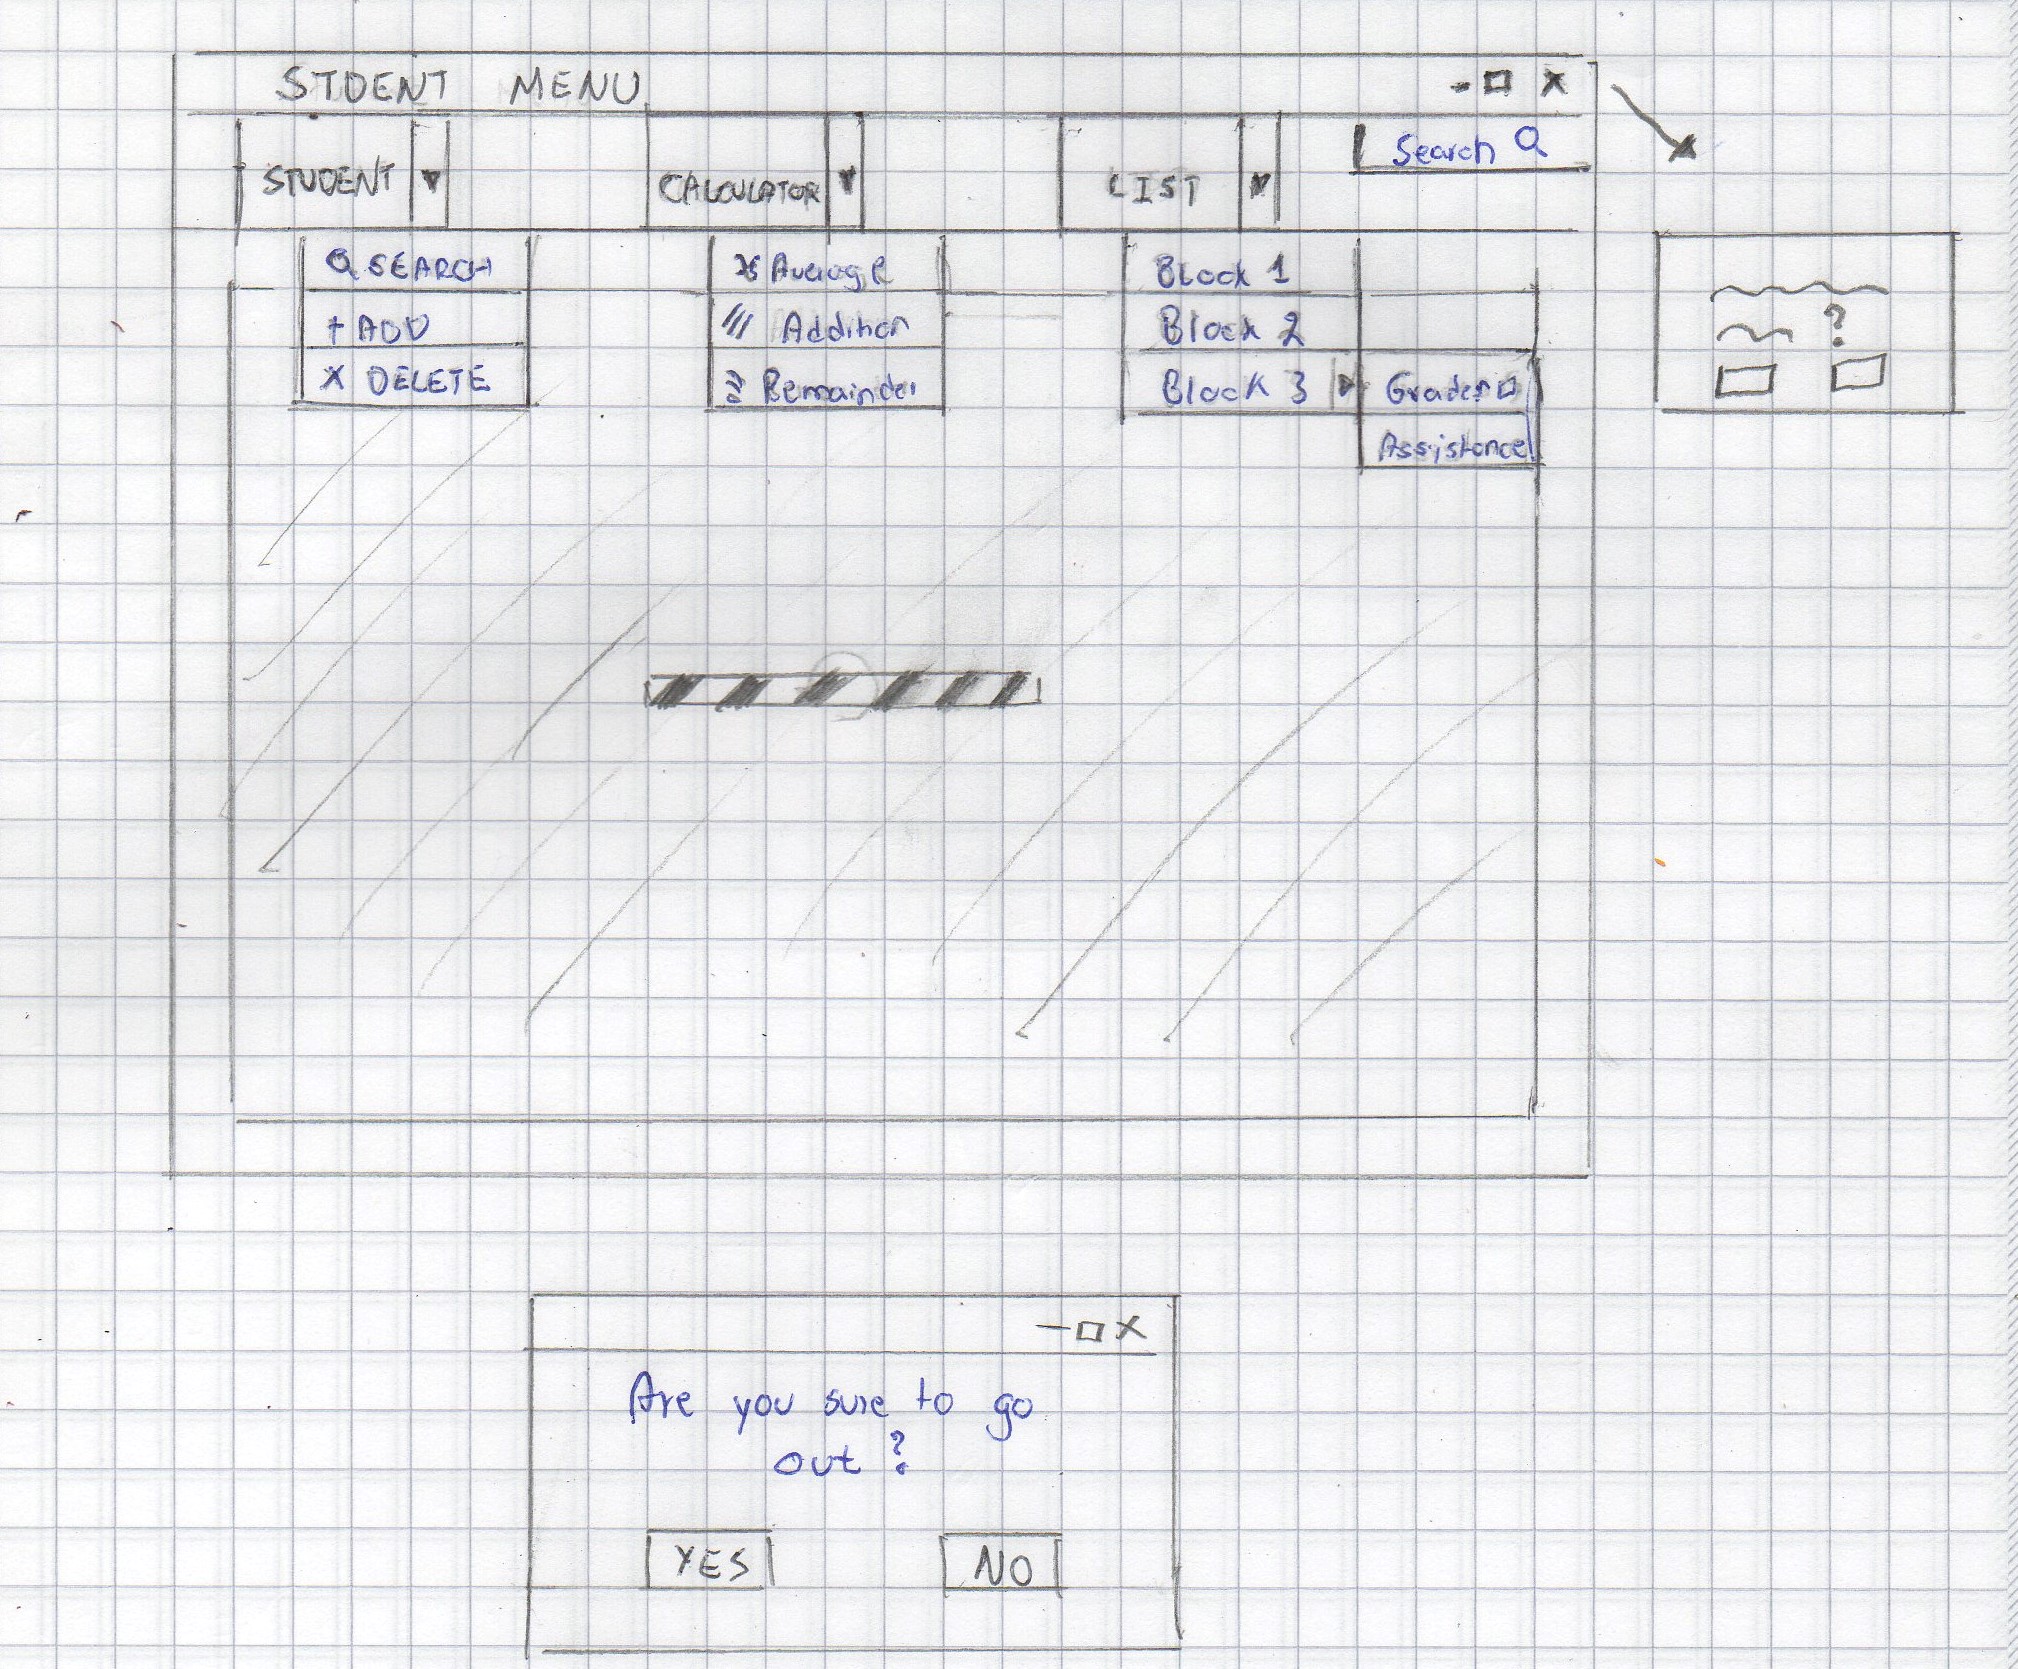 STDENT MENU
Search
STUDENT CALCULATOR LIST
SEARCH
+ ADD
X DELETE
Average
Addition
Remainder
Block 1
Block 2
Block 3
Grades
Assistance
?
Are you sure to go
out?
YES NO